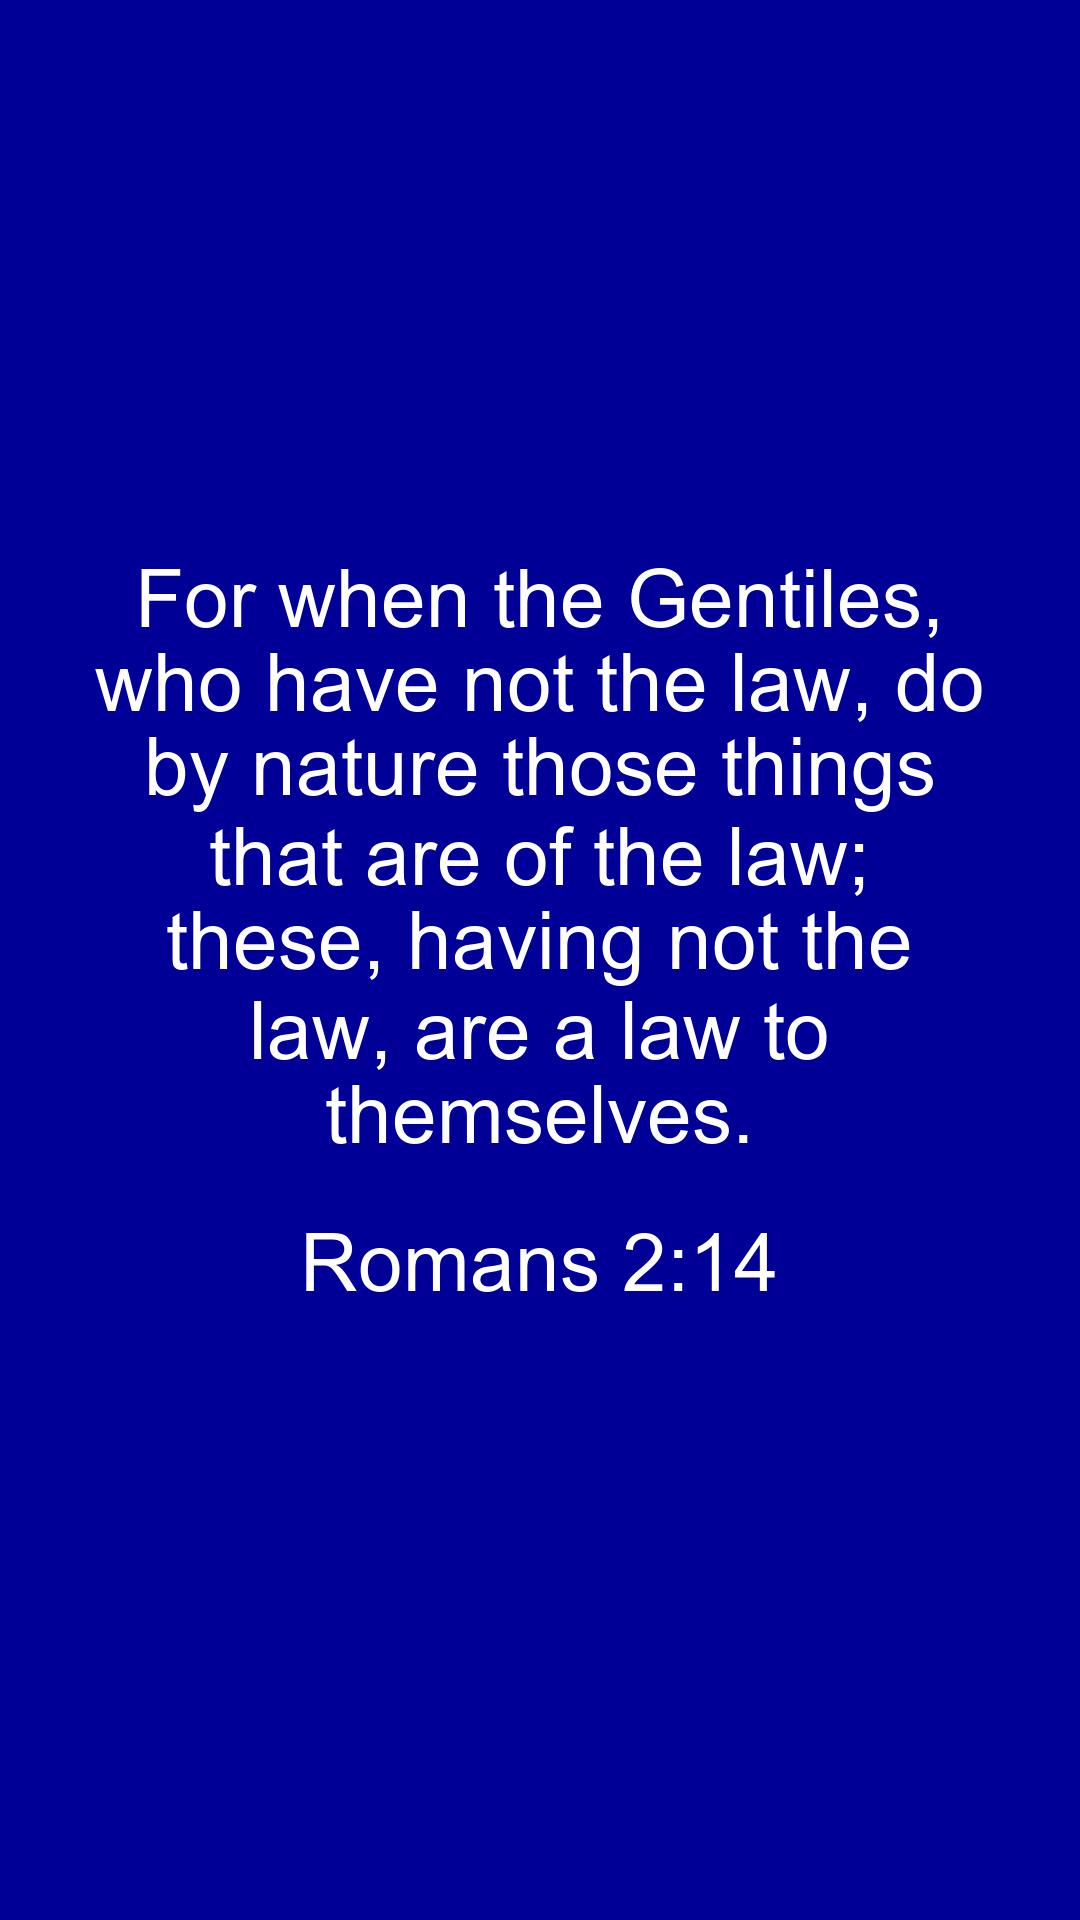 For when the Gentiles,
who have not the law, do
by nature those things
that are of the law;
these, having not the
law, are a law to
themselves.
Romans 2:14